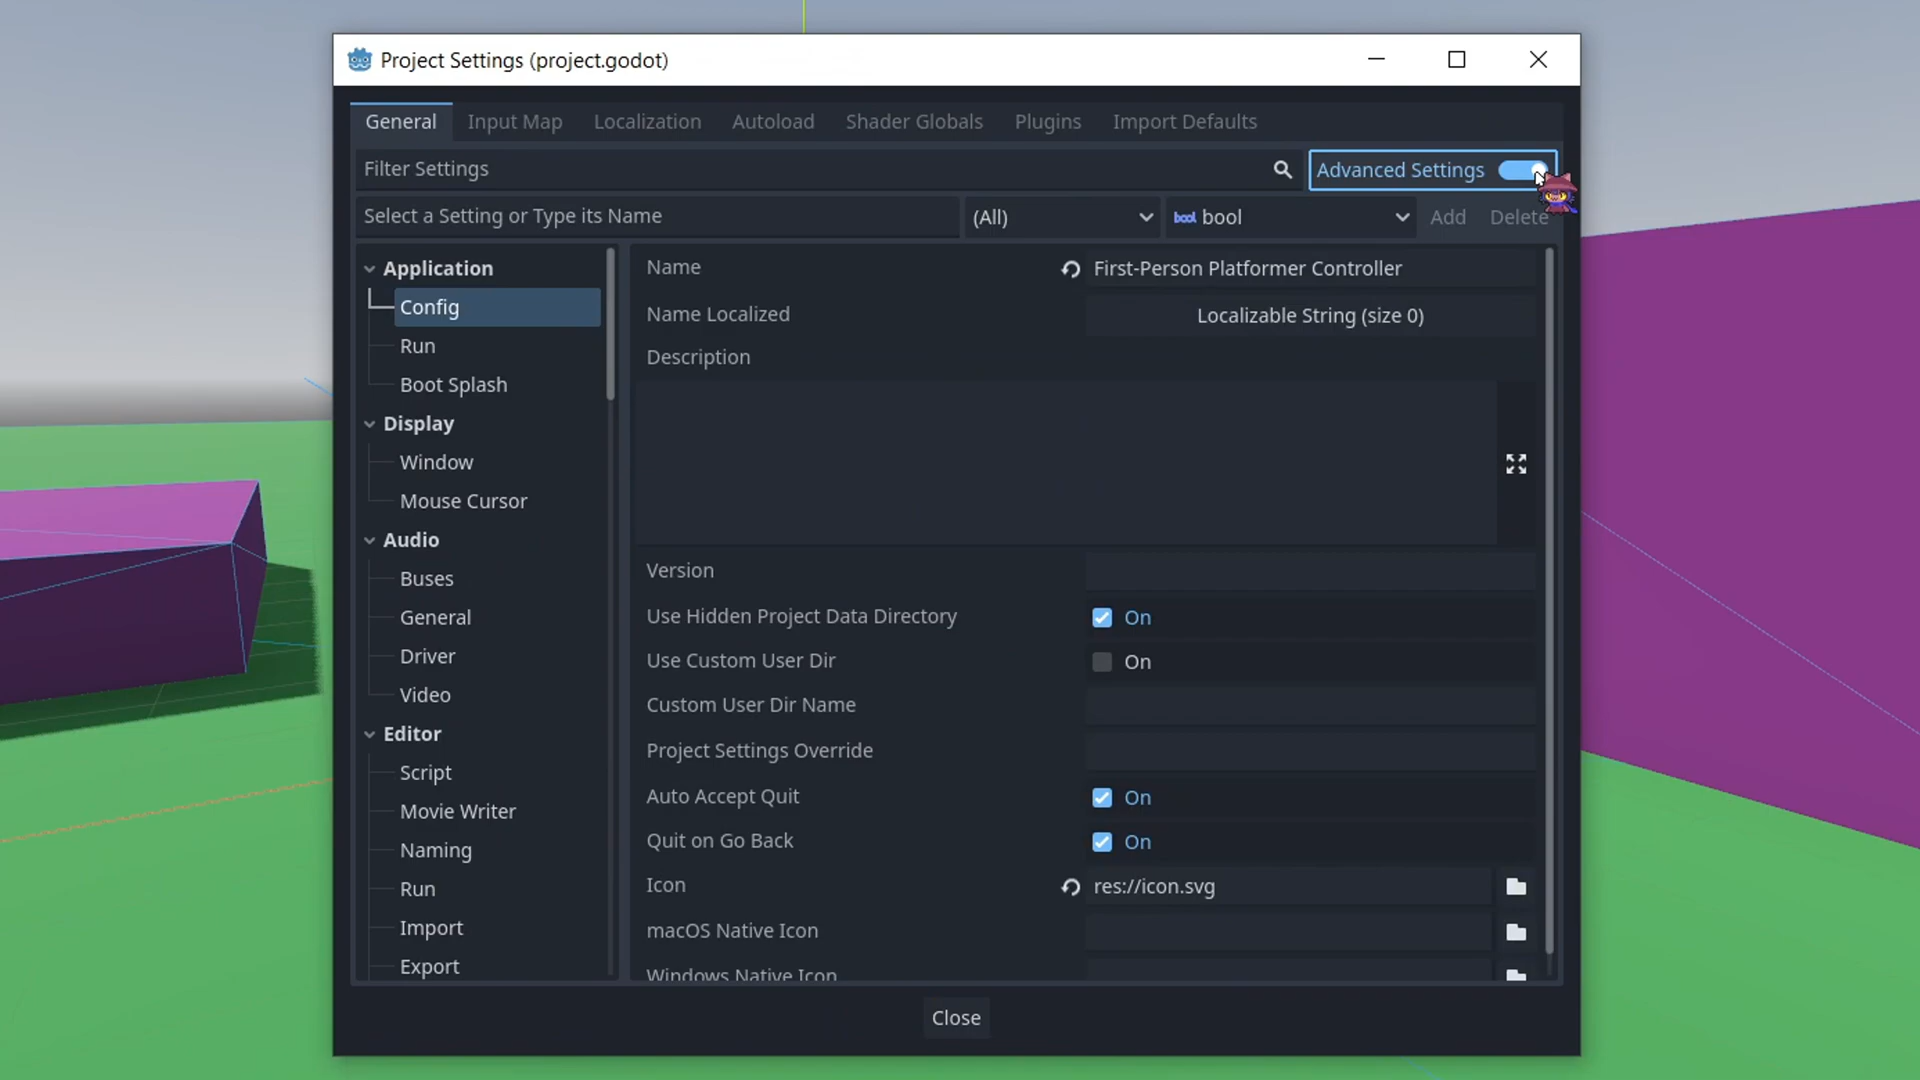 Project Settings (project.godot)
General Input Map Localization Autoload Shader Globals Plugins Import Defaults
Filter Settings Advanced Settings
Select a Setting or Type its Name (All) bool bool Add Delete
Application
Config
Run
Boot Splash
Display
Window
Mouse Cursor
Audio
Buses
General
Driver
Video
Editor
Script
Movie Writer
Naming
Run
Import
Export
Name First-Person Platformer Controller
Name Localized Localizable String (size 0)
Description
Version
Use Hidden Project Data Directory On
Use Custom User Dir On
Custom User Dir Name
Project Settings Override
Auto Accept Quit On
Quit on Go Back On
Icon res://icon.svg
macOS Native Icon
Windows Native Icon
Close